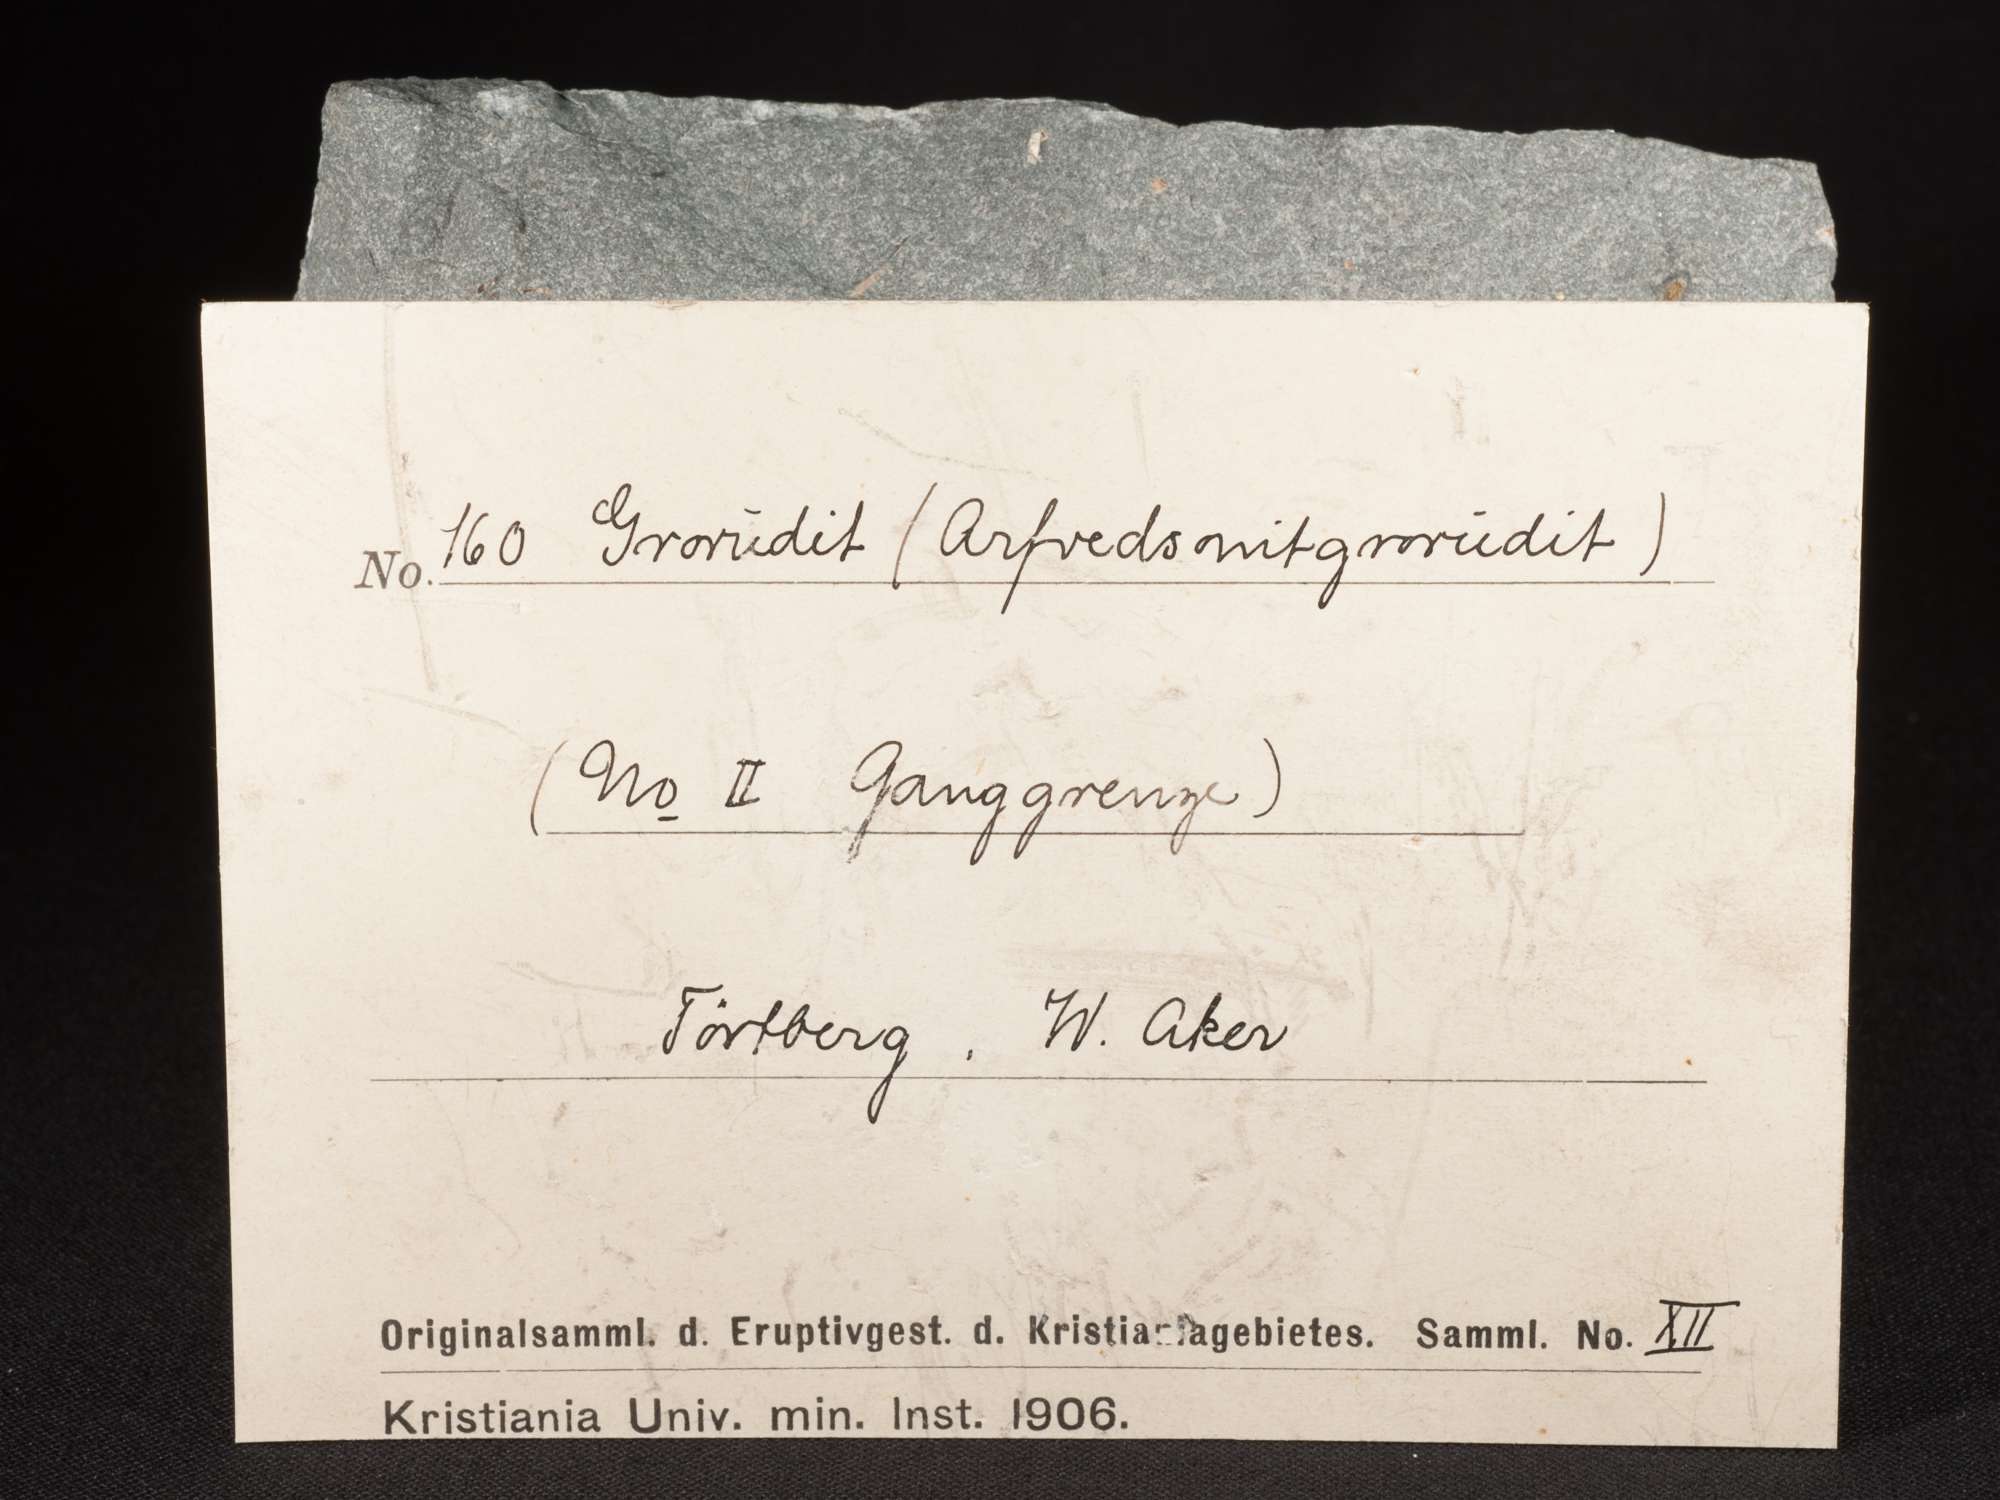 No. 160 Grorudit (Arfvedsonitgrorudit)
(No II Ganggrenze)
Törtberg, W. Aker
Originalsamml. d. Eruptivgest. d. Kristianiagebietes. Samml. No. XII
Kristiania Univ. min. Inst. 1906.